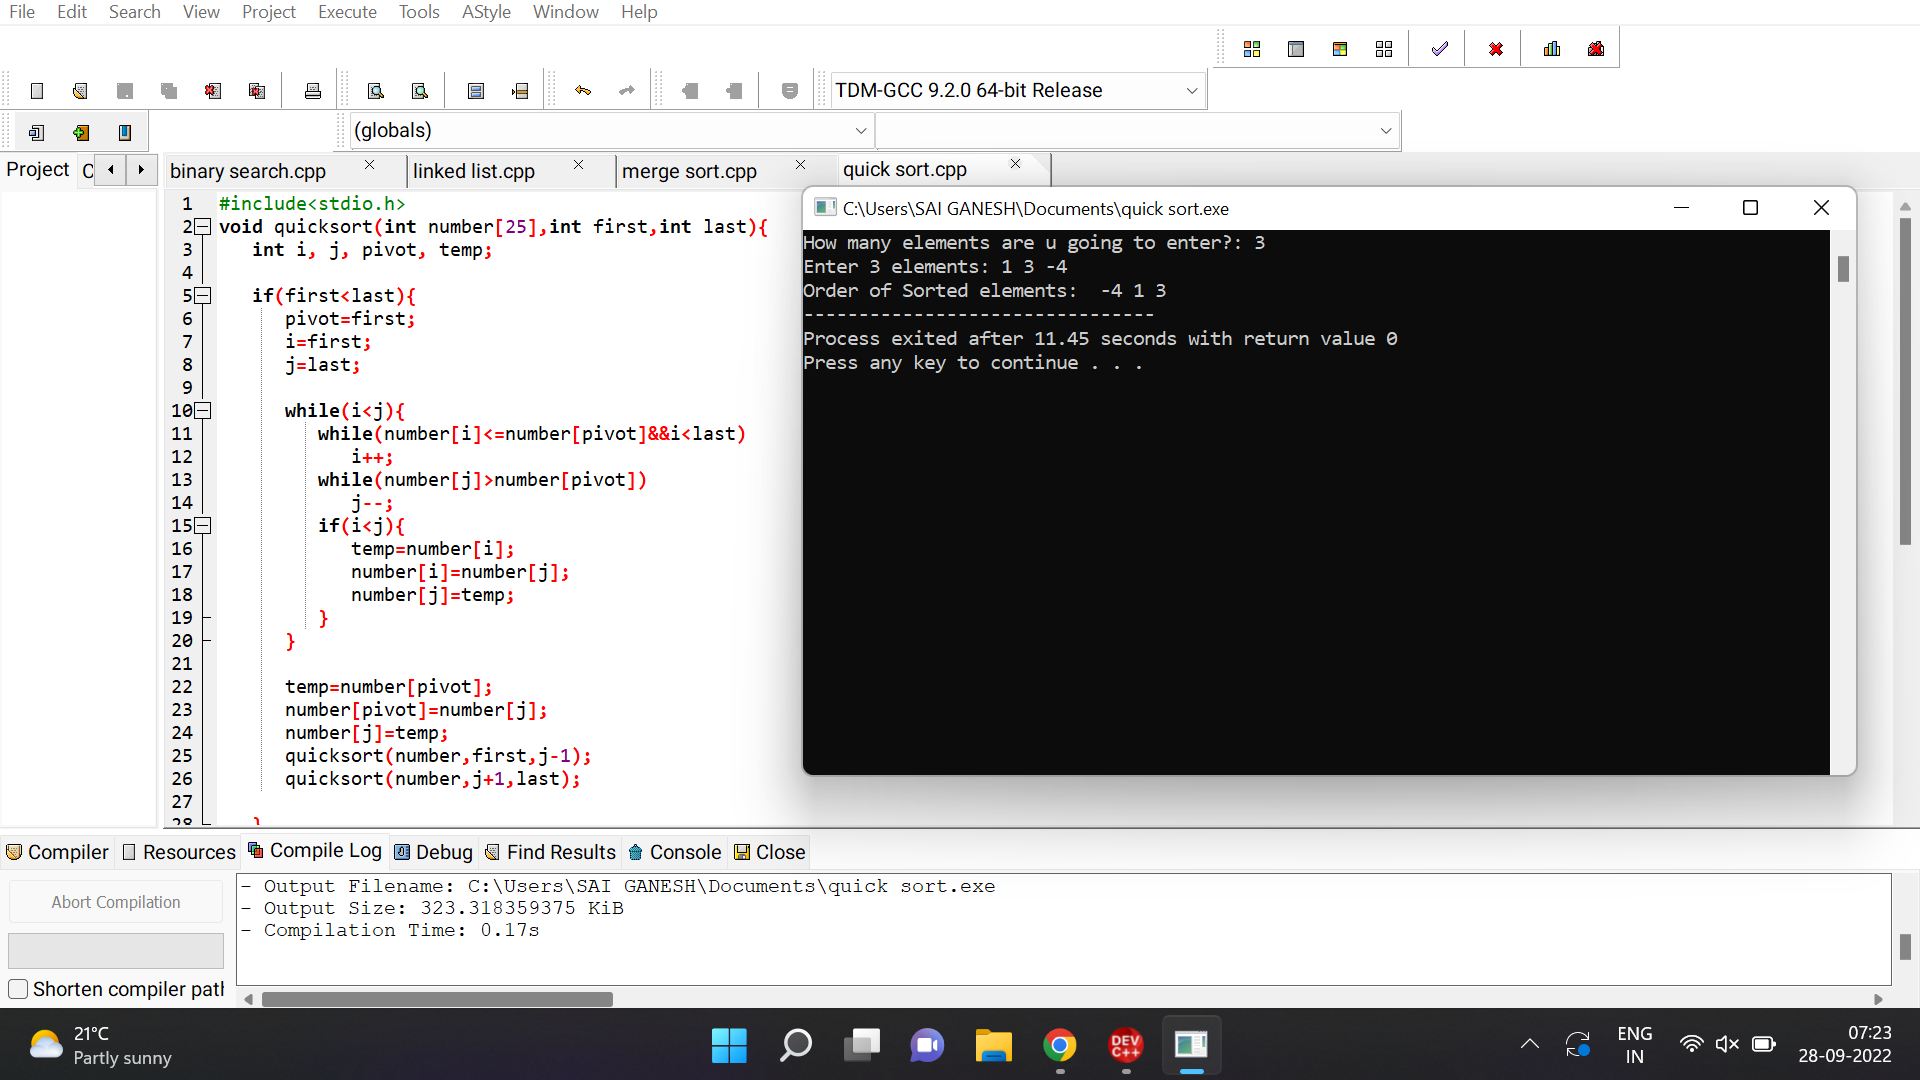 File Edit Search View Project Execute Tools AStyle Window Help
TDM-GCC 9.2.0 64-bit Release
(globals)
Project C
binary search.cpp linked list.cpp merge sort.cpp quick sort.cpp
1 #include<stdio.h>
2 void quicksort(int number[25],int first,int last){
3 int i, j, pivot, temp;
4
5 if(first<last){
6 pivot=first;
7 i=first;
8 j=last;
9
10 while(i<j){
11 while(number[i]<=number[pivot]&&i<last)
12 i++;
13 while(number[j]>number[pivot])
14 j--;
15 if(i<j){
16 temp=number[i];
17 number[i]=number[j];
18 number[j]=temp;
19 }
20 }
21
22 temp=number[pivot];
23 number[pivot]=number[j];
24 number[j]=temp;
25 quicksort(number,first,j-1);
26 quicksort(number,j+1,last);
27
28 }
C:\Users\SAI GANESH\Documents\quick sort.exe
How many elements are u going to enter?: 3
Enter 3 elements: 1 3 -4
Order of Sorted elements:  -4 1 3
--------------------------------
Process exited after 11.45 seconds with return value 0
Press any key to continue . . .
Compiler Resources Compile Log Debug Find Results Console Close
Abort Compilation
Shorten compiler path
- Output Filename: C:\Users\SAI GANESH\Documents\quick sort.exe
- Output Size: 323.318359375 KiB
- Compilation Time: 0.17s
21°C
Partly sunny
DEV
C++
ENG
IN
07:23
28-09-2022